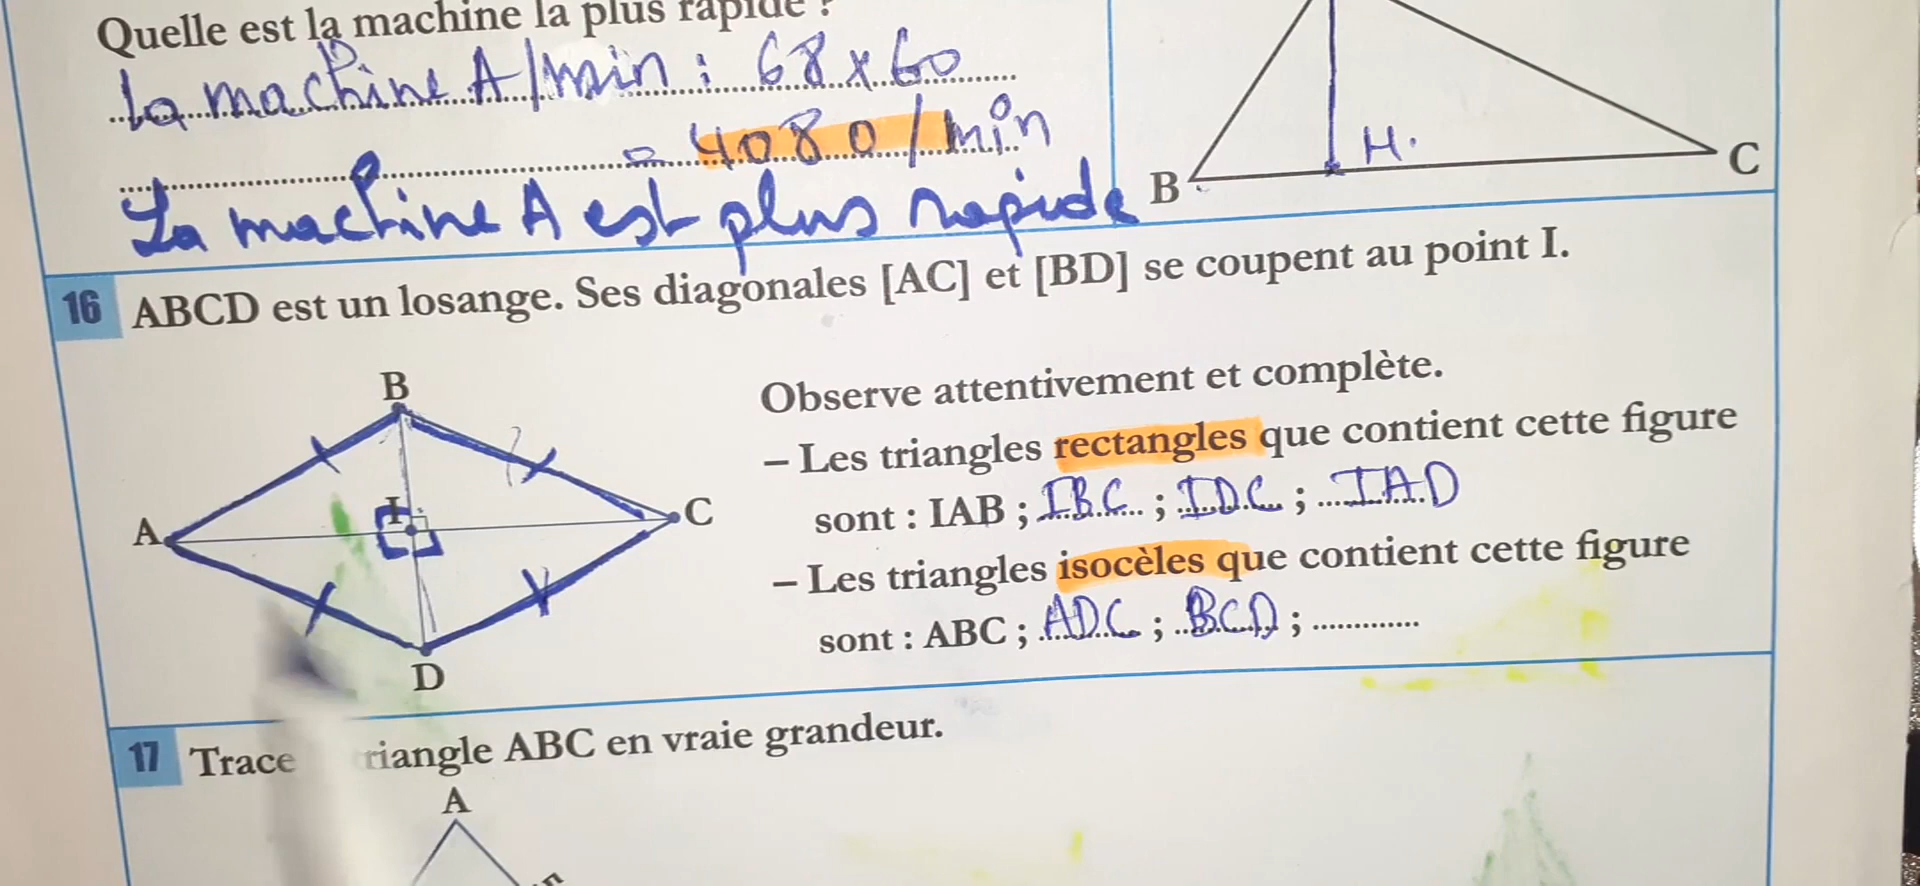 Quelle est la machine la plus rapide ?
la machine A/min : 68 x 60
= 4080/min
La machine A est plus rapide
H.
B
C
16 ABCD est un losange. Ses diagonales [AC] et [BD] se coupent au point I.
B
A
I
C
D
Observe attentivement et complète.
– Les triangles rectangles que contient cette figure
sont : IAB ; IBC ; IDC ; IAD
– Les triangles isocèles que contient cette figure
sont : ABC ; ADC ; BCD ; ............
17 Trace riangle ABC en vraie grandeur.
A